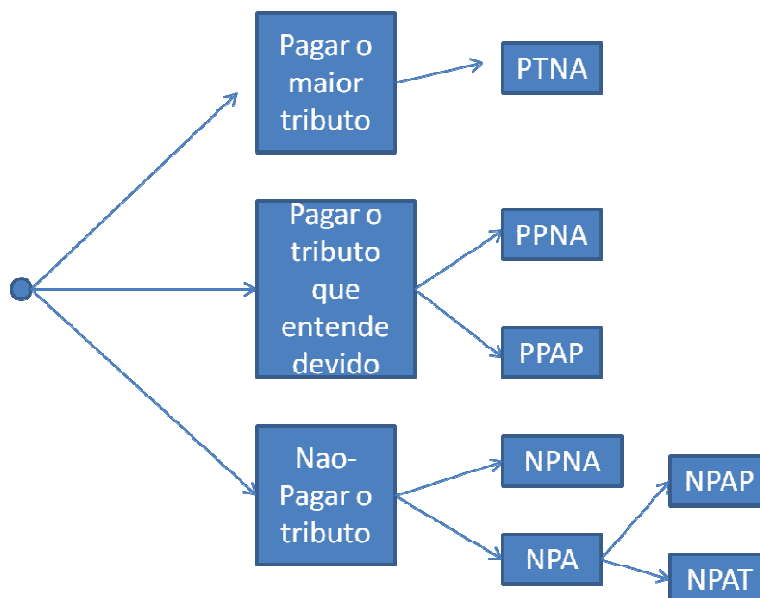 Pagar o
maior
tributo
PTNA
Pagar o
tributo
que
entende
devido
PPNA
PPAP
Nao-
Pagar o
tributo
NPNA
NPA
NPAP
NPAT